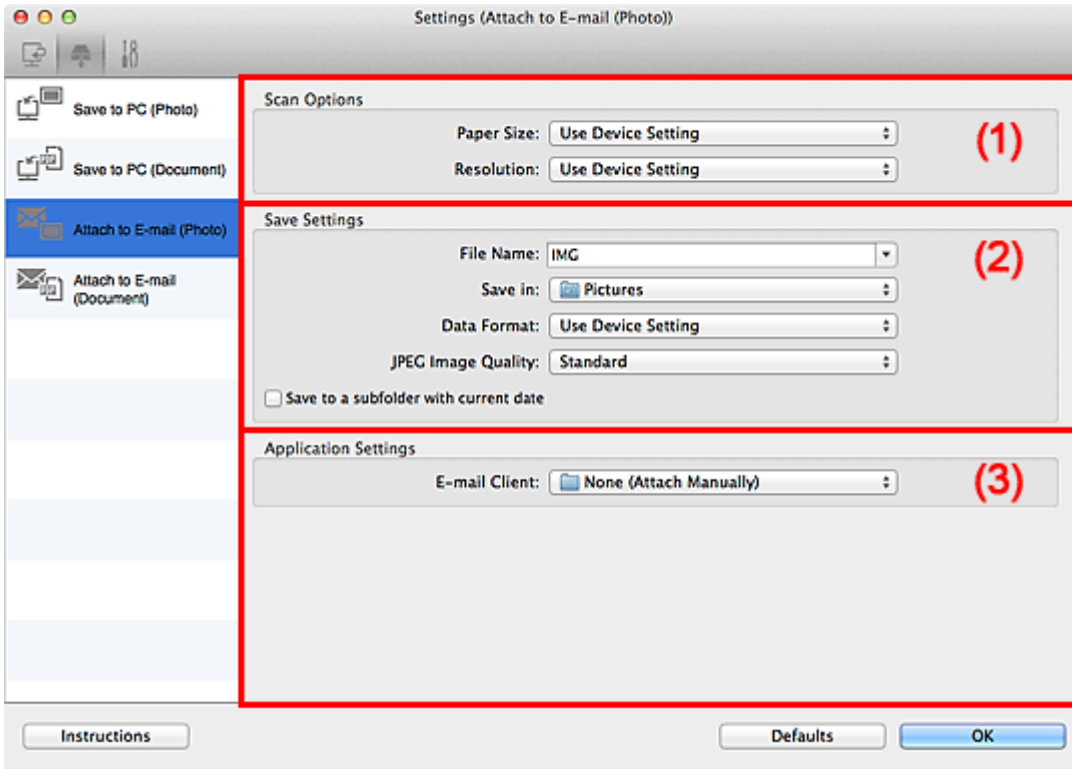 Settings (Attach to E-mail (Photo))
Save to PC (Photo)
Save to PC (Document)
Attach to E-mail (Photo)
Attach to E-mail
(Document)
Scan Options
Paper Size: Use Device Setting
Resolution: Use Device Setting
(1)
Save Settings
File Name: IMG
Save in: Pictures
Data Format: Use Device Setting
JPEG Image Quality: Standard
Save to a subfolder with current date
(2)
Application Settings
E-mail Client: None (Attach Manually)
(3)
Instructions
Defaults
OK